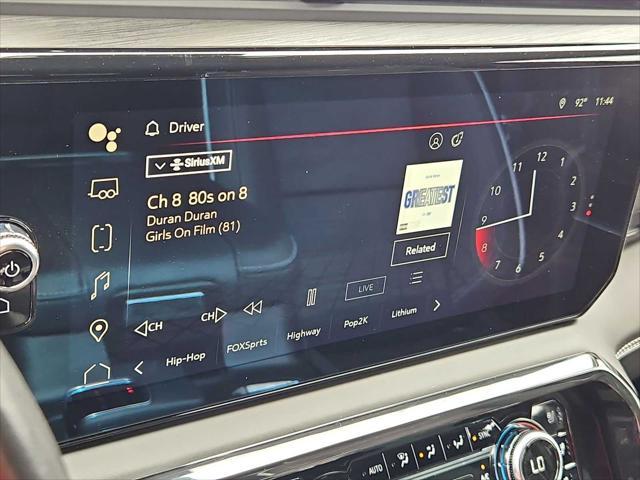 92° 11:44
Driver
SiriusXM
Ch 8 80s on 8
Duran Duran
Girls On Film (81)
GREATEST
Related
12
1
2
3
4
5
6
7
8
9
10
LIVE
CH
CH
Hip-Hop
FOXSprts
Highway
Pop2K
Lithium
AUTO
SYNC
LO